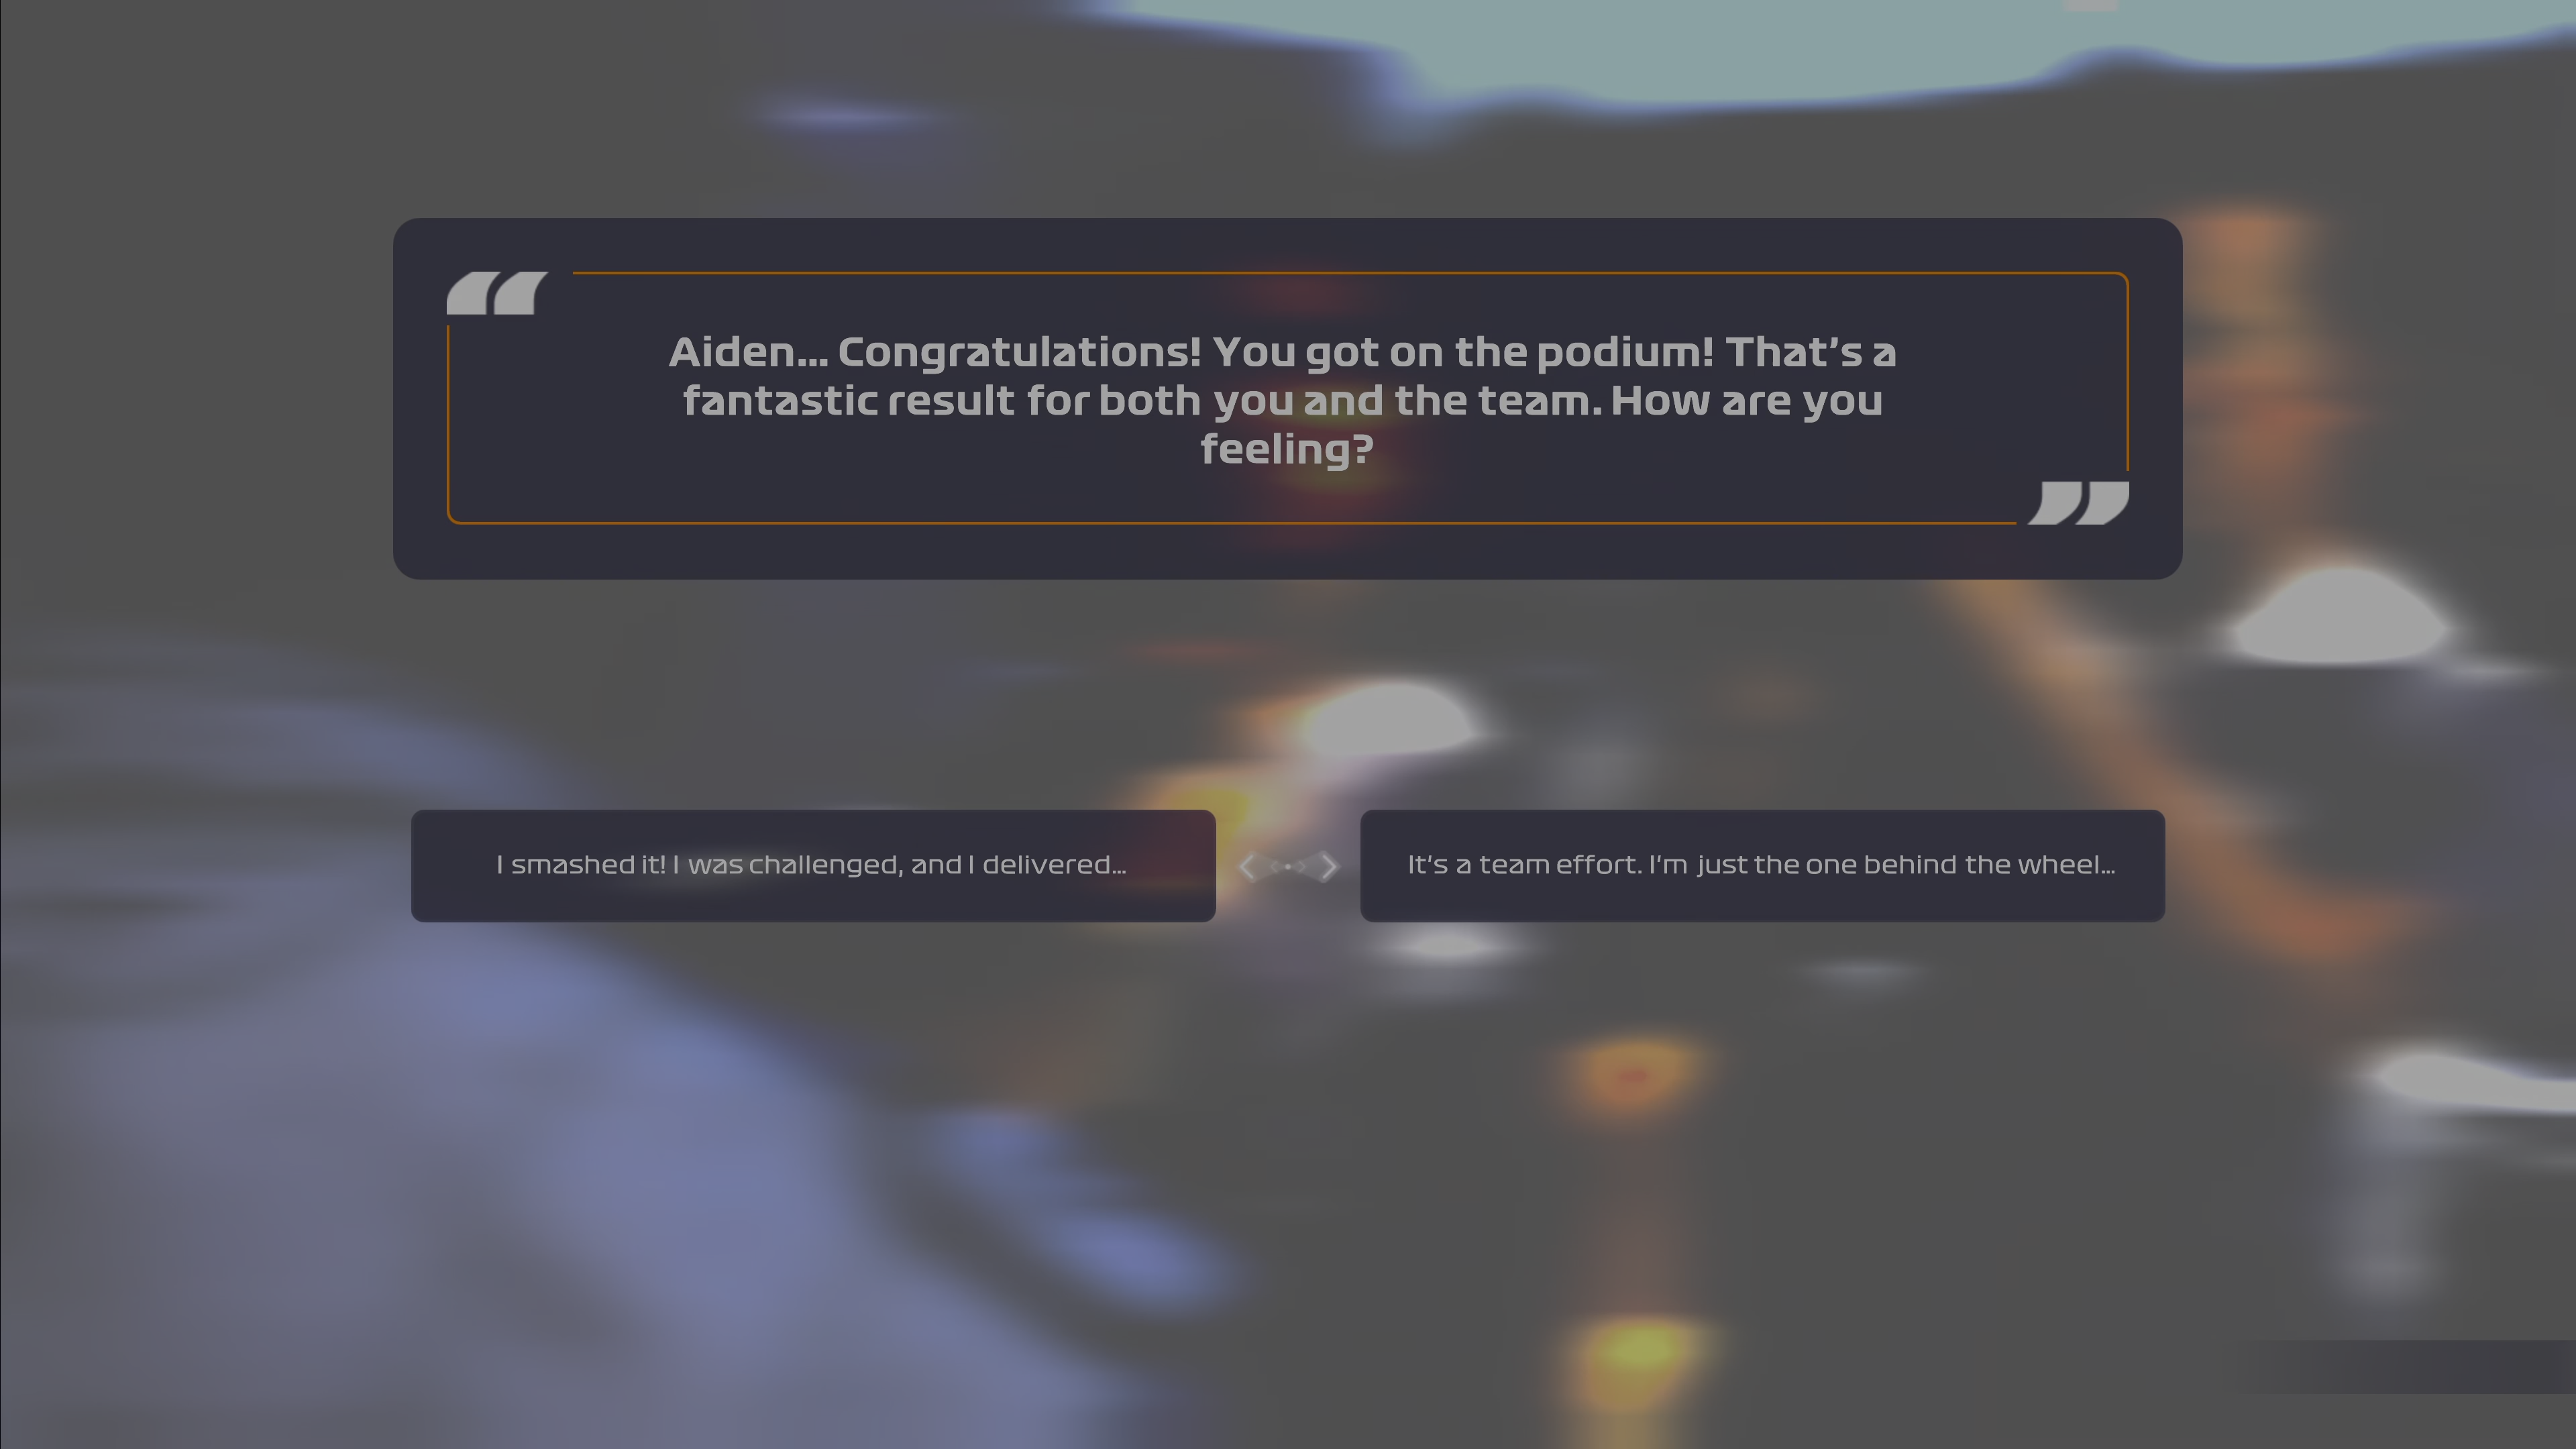 Aiden... Congratulations! You got on the podium! That's a
fantastic result for both you and the team. How are you
feeling?
I smashed it! I was challenged, and I delivered...
It's a team effort. I'm just the one behind the wheel...